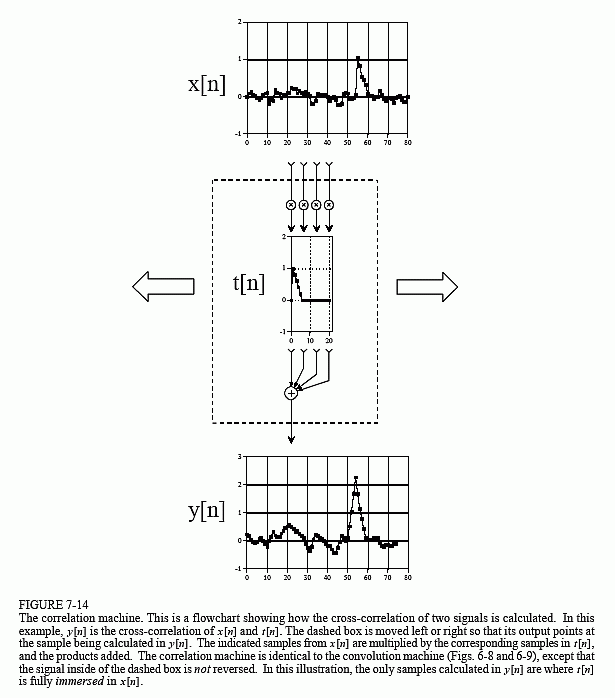 2
1
x[n]
0
-1
0 10 20 30 40 50 60 70 80
2
1
t[n]
0
-1
0 10 20
3
2
1
y[n]
0
-1
0 10 20 30 40 50 60 70 80
FIGURE 7-14
The correlation machine. This is a flowchart showing how the cross-correlation of two signals is calculated. In this
example, y[n] is the cross-correlation of x[n] and t[n]. The dashed box is moved left or right so that its output points at
the sample being calculated in y[n]. The indicated samples from x[n] are multiplied by the corresponding samples in t[n],
and the products added. The correlation machine is identical to the convolution machine (Figs. 6-8 and 6-9), except that
the signal inside of the dashed box is not reversed. In this illustration, the only samples calculated in y[n] are where t[n]
is fully immersed in x[n].